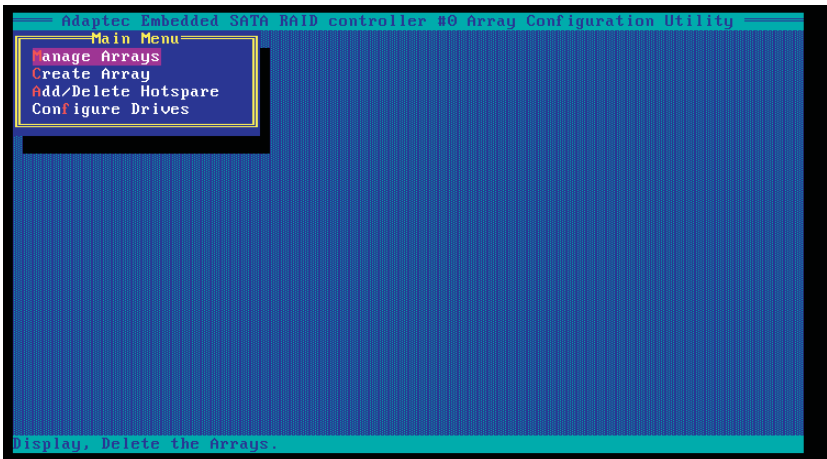 Adaptec Embedded SATA RAID controller #0 Array Configuration Utility
Main Menu
Manage Arrays
Create Array
Add/Delete Hotspare
Configure Drives
Display, Delete the Arrays.